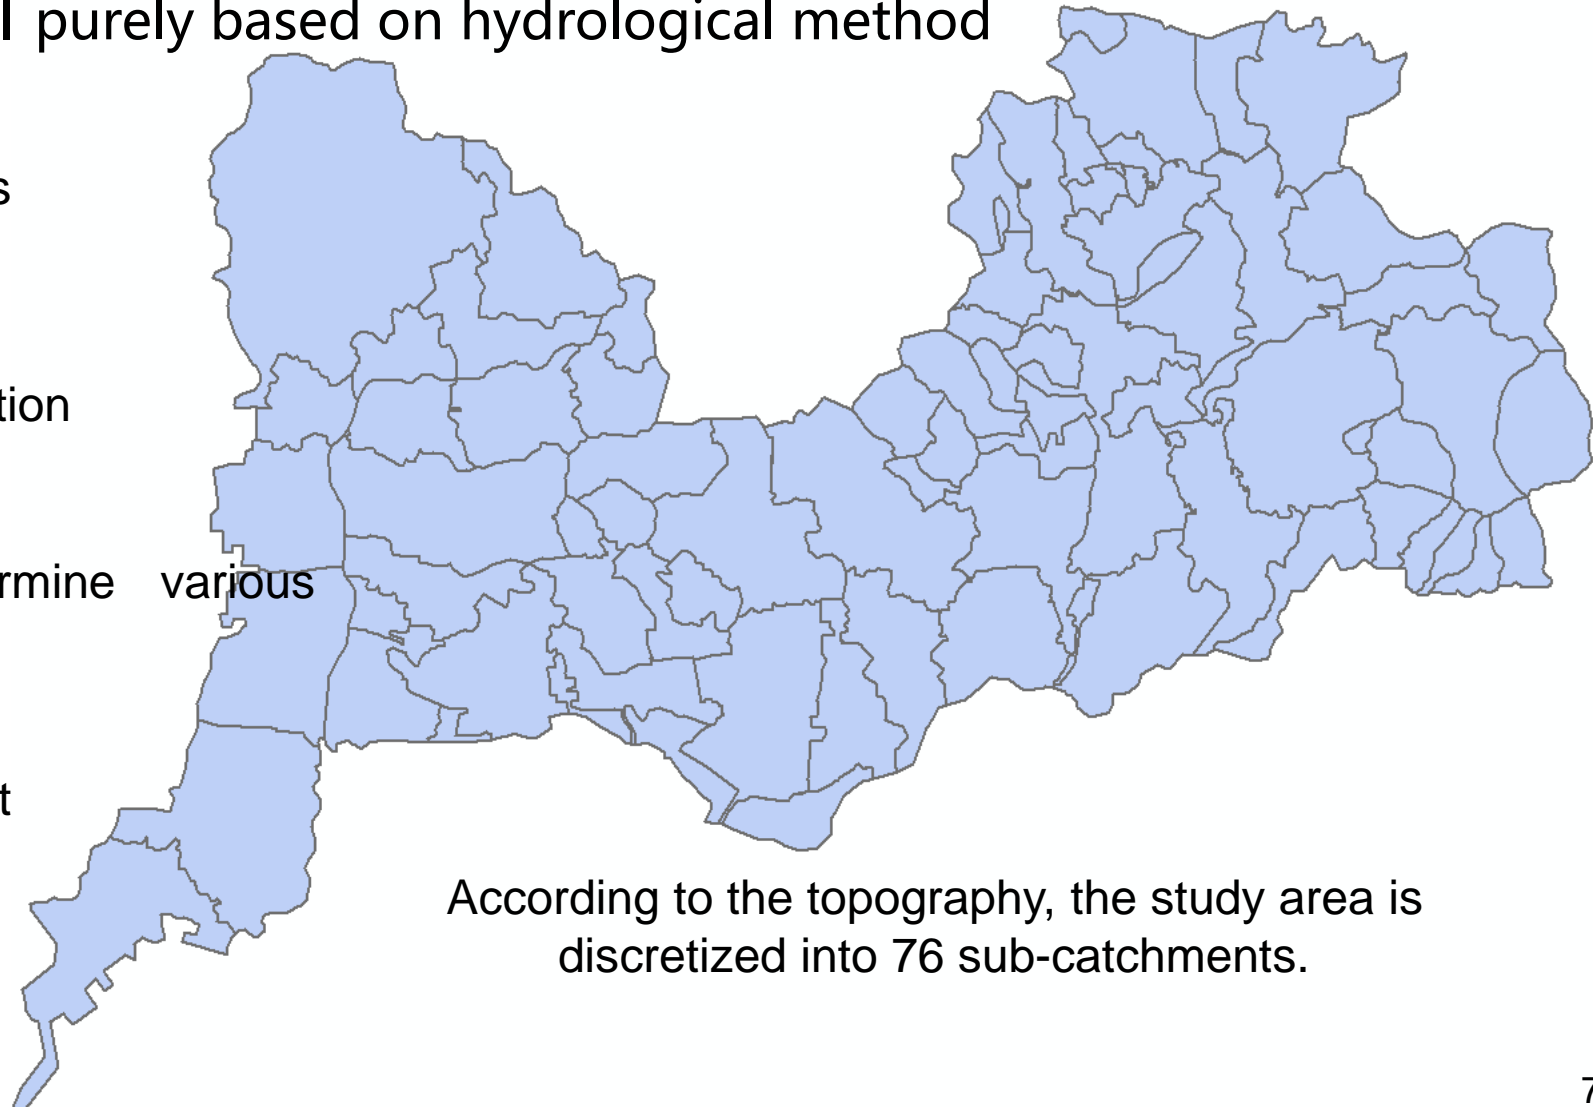 l purely based on hydrological method
s
tion
rmine various
t
According to the topography, the study area is
discretized into 76 sub-catchments.
7